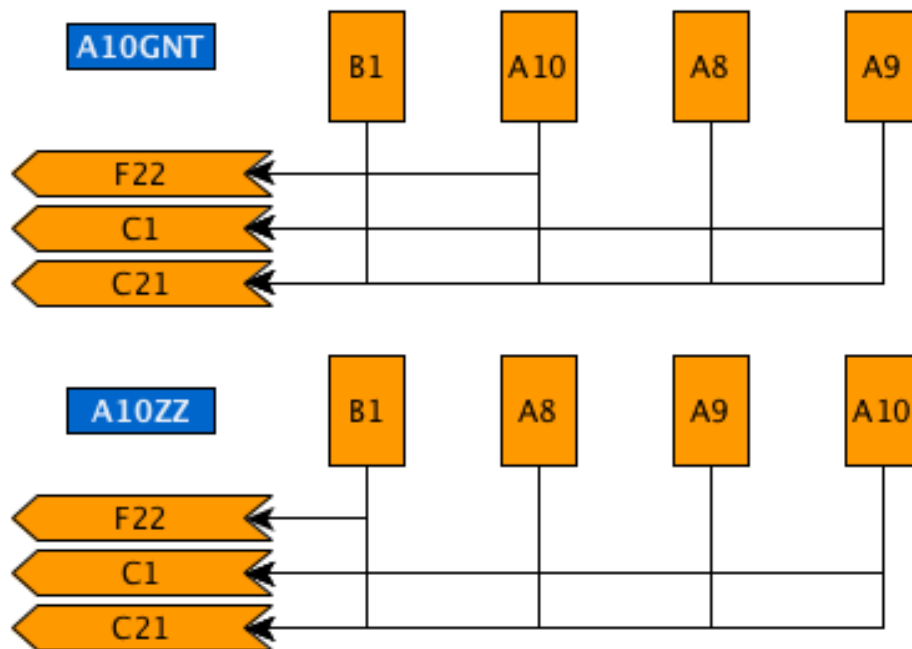 A10GNT
B1 A10 A8 A9
F22
C1
C21
A10ZZ
B1 A8 A9 A10
F22
C1
C21